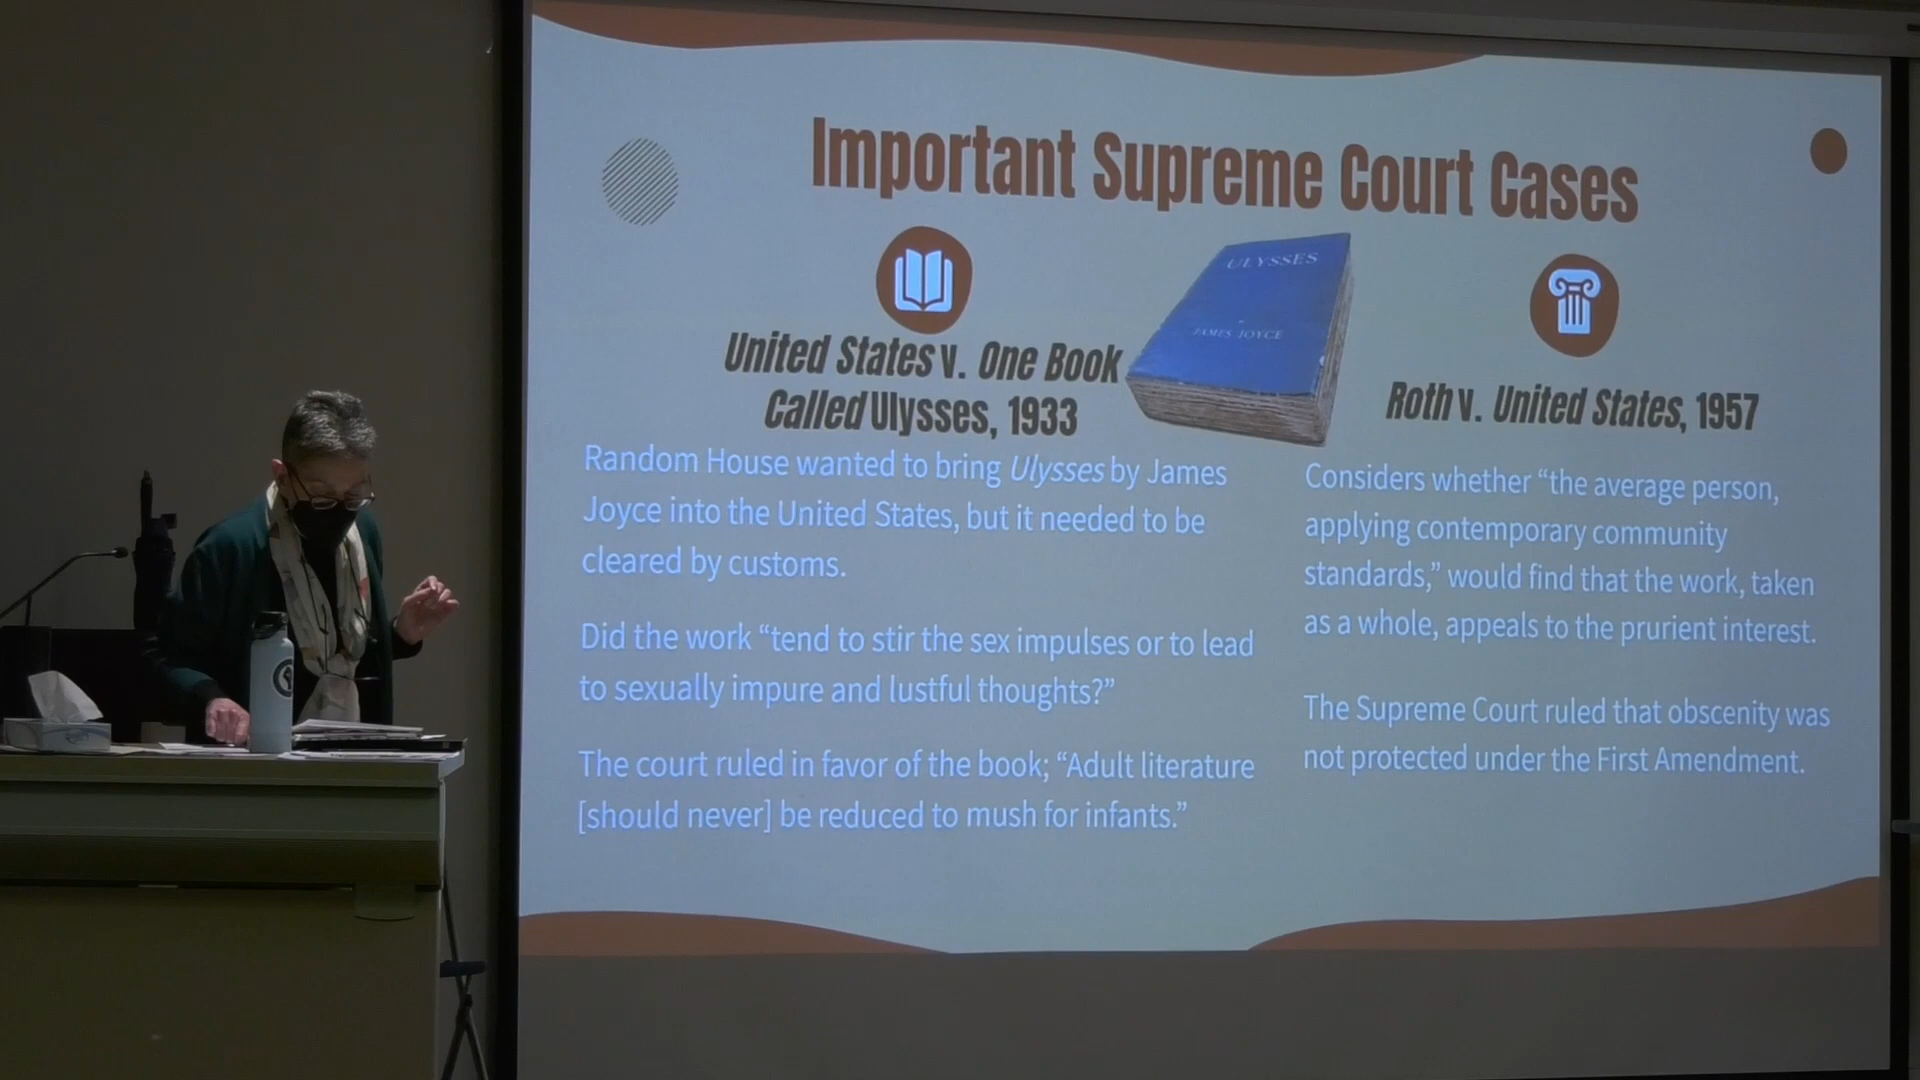 Important Supreme Court Cases
ULYSSES
JAMES JOYCE
United States v. One Book
Called Ulysses, 1933
Random House wanted to bring Ulysses by James
Joyce into the United States, but it needed to be
cleared by customs.
Did the work “tend to stir the sex impulses or to lead
to sexually impure and lustful thoughts?”
The court ruled in favor of the book; “Adult literature
[should never] be reduced to mush for infants.”
Roth v. United States, 1957
Considers whether “the average person,
applying contemporary community
standards,” would find that the work, taken
as a whole, appeals to the prurient interest.
The Supreme Court ruled that obscenity was
not protected under the First Amendment.